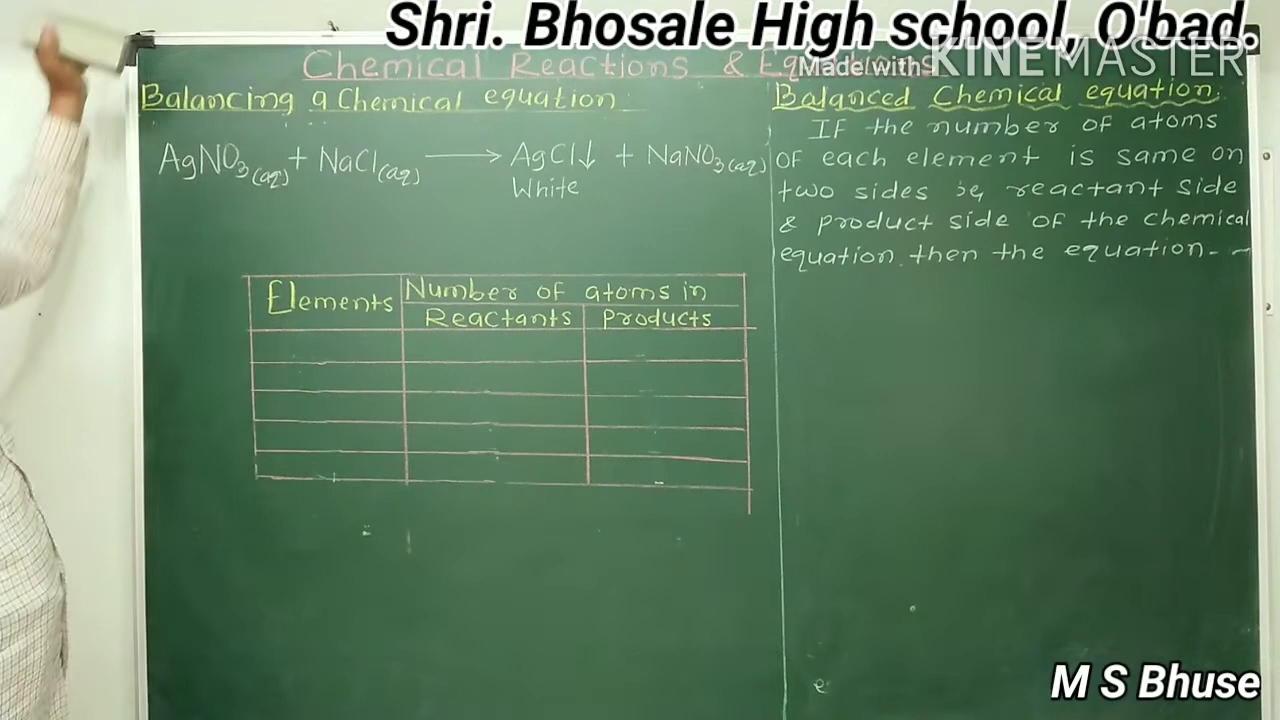 Shri. Bhosale High school, O'bad.
Made with KINEMASTER
Chemical Reactions & Equations
Balancing a Chemical equation
AgNO₃(aq) + NaCl(aq) → AgCl↓ + NaNO₃(aq)
White
Elements
Number of atoms in
Reactants Products
Balanced Chemical equation:
If the number of atoms
of each element is same on
two sides reactant side
& product side of the chemical
equation. then the equation--
M S Bhuse